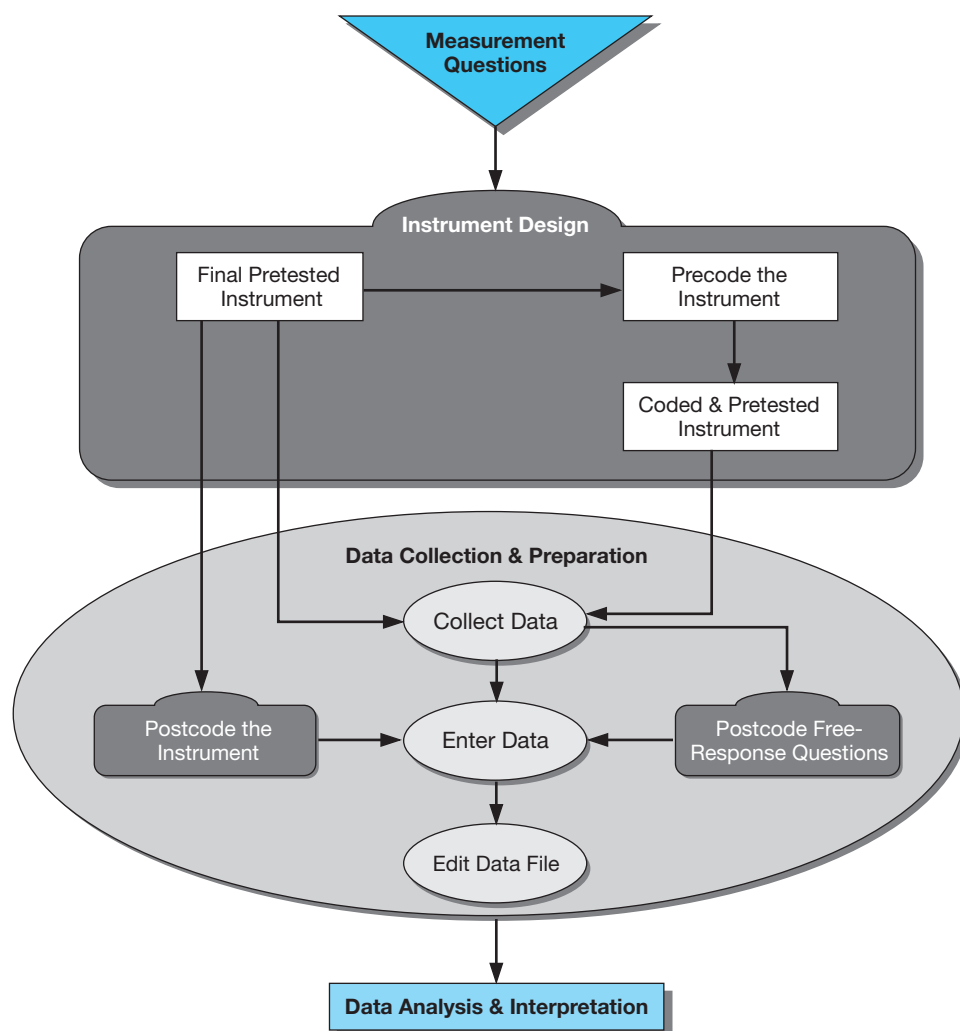 Measurement
Questions
Instrument Design
Final Pretested
Instrument
Precode the
Instrument
Coded & Pretested
Instrument
Data Collection & Preparation
Collect Data
Postcode the
Instrument
Enter Data
Postcode Free-
Response Questions
Edit Data File
Data Analysis & Interpretation